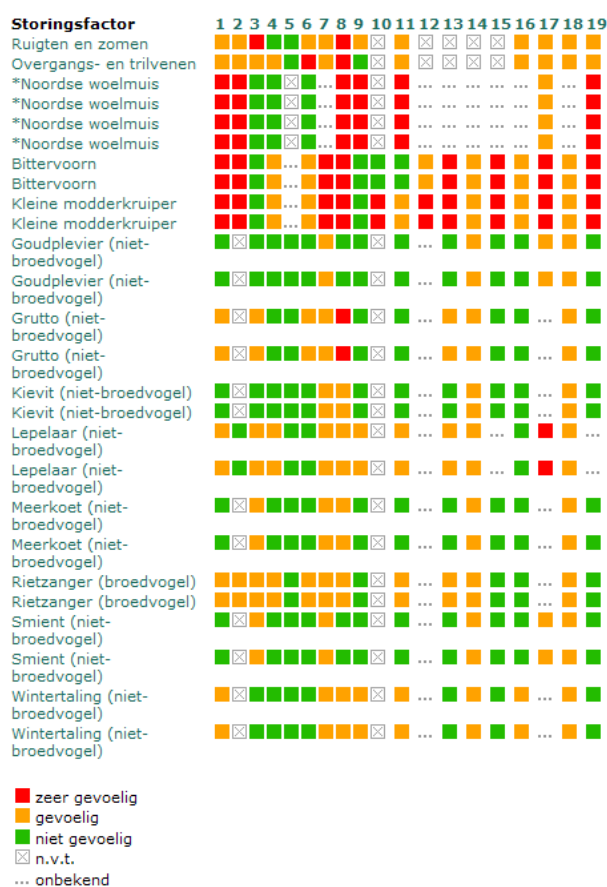 Storingsfactor 1 2 3 4 5 6 7 8 9 10 11 12 13 14 15 16 17 18 19
Ruigten en zomen
Overgangs- en trilvenen
*Noordse woelmuis ... ... ... ... ... ... ...
*Noordse woelmuis ... ... ... ... ... ... ...
*Noordse woelmuis ... ... ... ... ... ... ...
*Noordse woelmuis ... ... ... ... ... ... ...
Bittervoorn ...
Bittervoorn ...
Kleine modderkruiper ...
Kleine modderkruiper ...
Goudplevier (niet- ...
broedvogel)
Goudplevier (niet- ...
broedvogel)
Grutto (niet- ... ...
broedvogel)
Grutto (niet- ... ...
broedvogel)
Kievit (niet-broedvogel) ... ...
Kievit (niet-broedvogel) ... ...
Lepelaar (niet- ... ... ...
broedvogel)
Lepelaar (niet- ... ... ...
broedvogel)
Meerkoet (niet- ... ...
broedvogel)
Meerkoet (niet- ... ...
broedvogel)
Rietzanger (broedvogel) ... ...
Rietzanger (broedvogel) ... ...
Smient (niet- ...
broedvogel)
Smient (niet- ...
broedvogel)
Wintertaling (niet- ... ...
broedvogel)
Wintertaling (niet- ... ...
broedvogel)
zeer gevoelig
gevoelig
niet gevoelig
n.v.t.
... onbekend